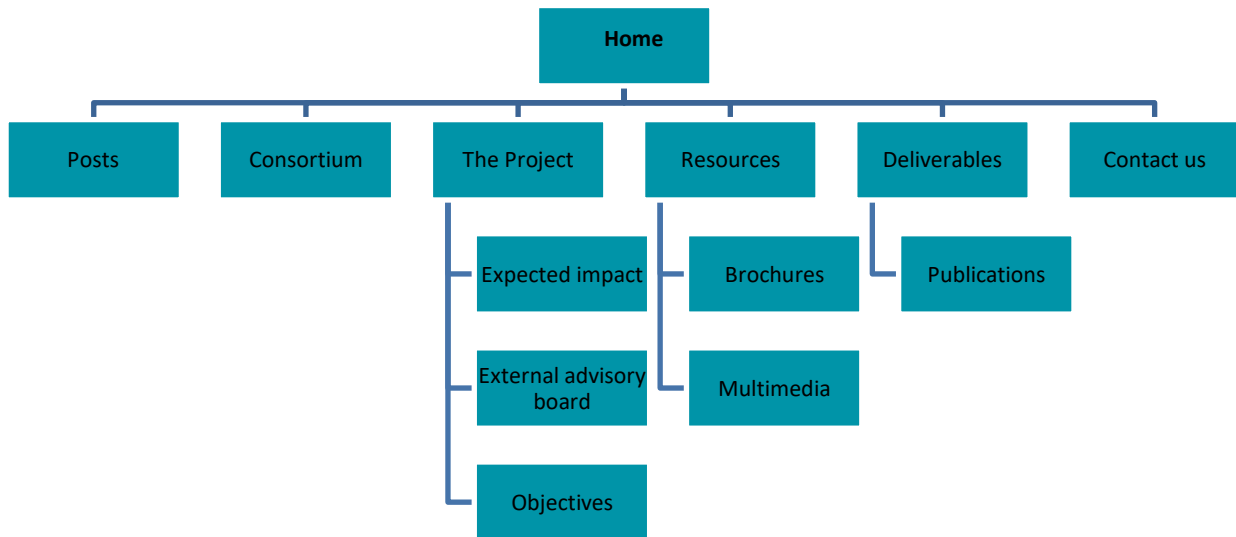 Home
Posts
Consortium
The Project
Resources
Deliverables
Contact us
Expected impact
Brochures
Publications
External advisory
board
Multimedia
Objectives